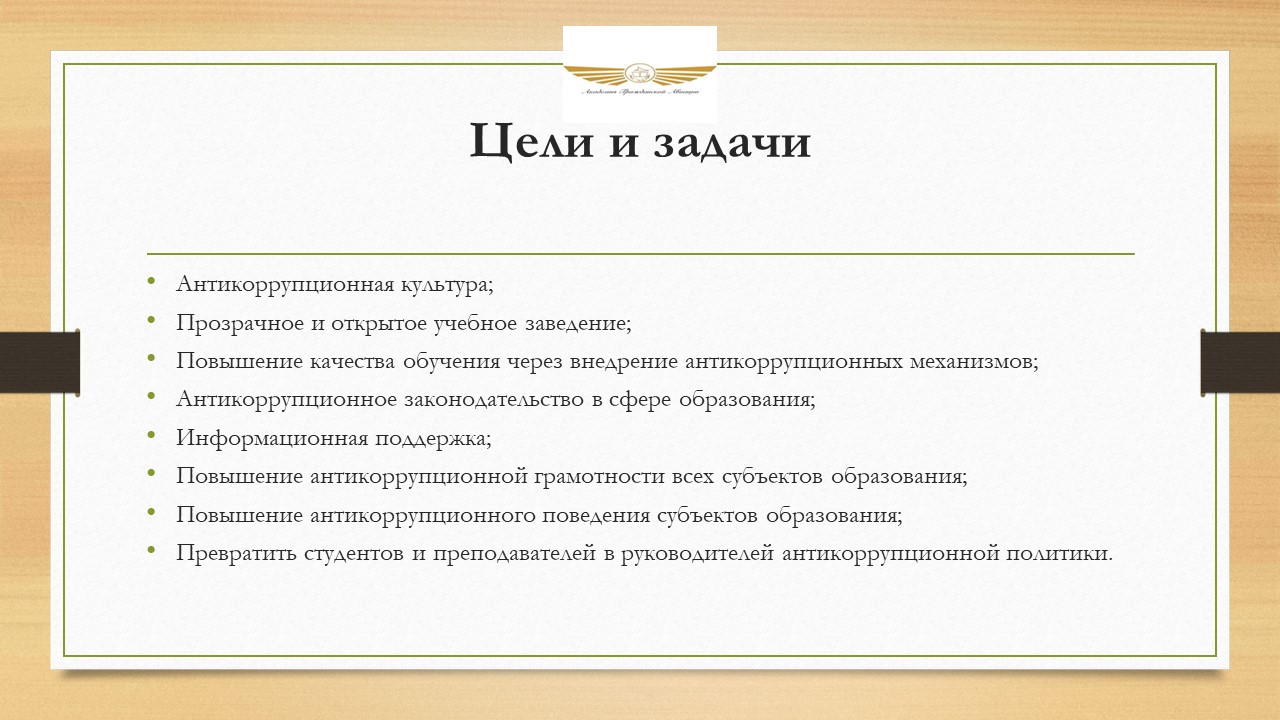 Академия Гражданской Авиации
Цели и задачи
• Антикоррупционная культура;
• Прозрачное и открытое учебное заведение;
• Повышение качества обучения через внедрение антикоррупционных механизмов;
• Антикоррупционное законодательство в сфере образования;
• Информационная поддержка;
• Повышение антикоррупционной грамотности всех субъектов образования;
• Повышение антикоррупционного поведения субъектов образования;
• Превратить студентов и преподавателей в руководителей антикоррупционной политики.